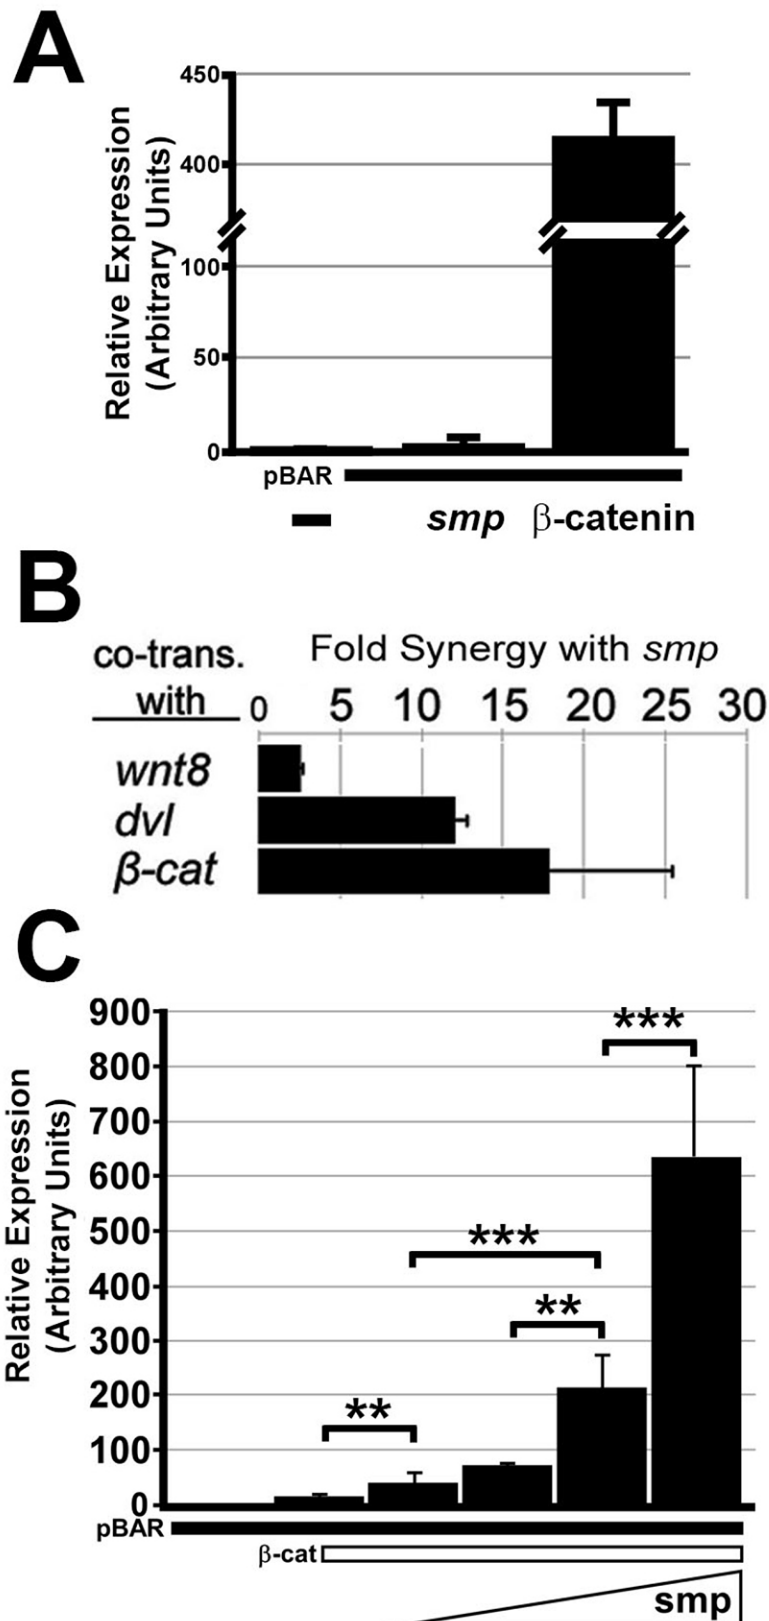 A
Relative Expression
(Arbitrary Units)
450
400
100
50
0
pBAR
smp β-catenin
B
co-trans.
with
Fold Synergy with smp
0 5 10 15 20 25 30
wnt8
dvl
β-cat
C
Relative Expression
(Arbitrary Units)
900
800
700
600
500
400
300
200
100
0
***
***
**
**
pBAR
β-cat
smp